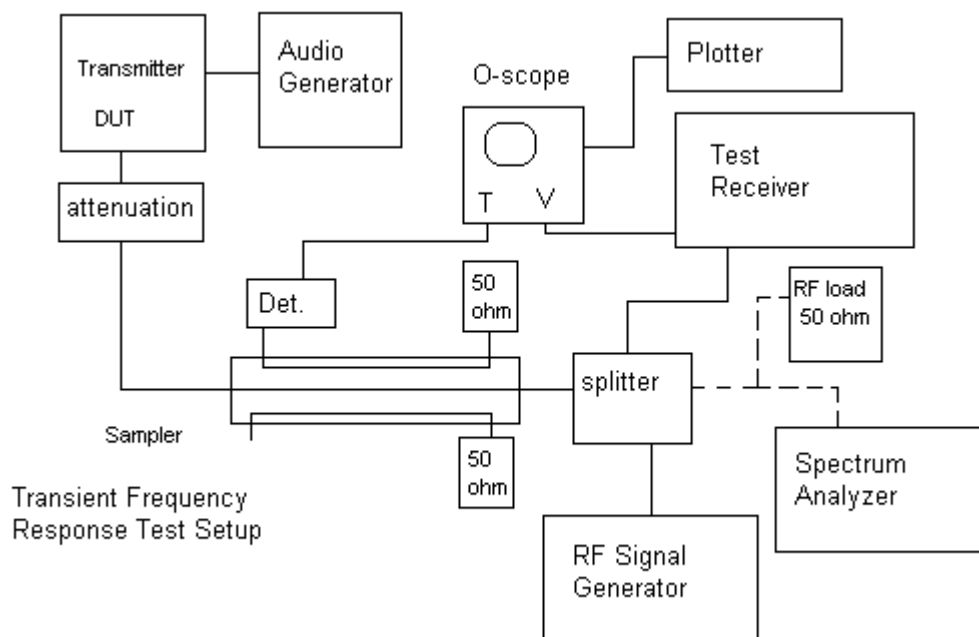 Transmitter
DUT
Audio
Generator
O-scope
Plotter
T V
Test
Receiver
attenuation
Det.
50
ohm
RF load
50 ohm
splitter
Sampler
50
ohm
Spectrum
Analyzer
Transient Frequency
Response Test Setup
RF Signal
Generator